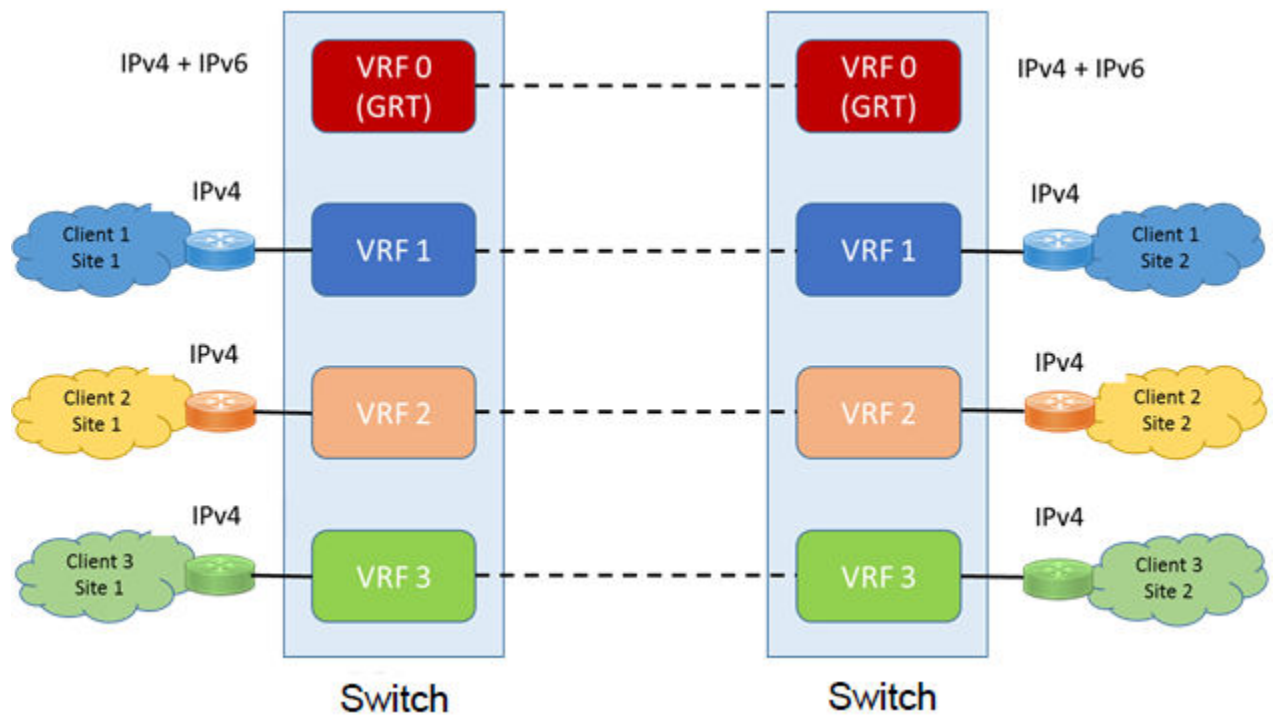 IPv4 + IPv6
VRF 0
(GRT)
VRF 0
(GRT)
IPv4 + IPv6
IPv4
Client 1
Site 1
VRF 1
VRF 1
IPv4
Client 1
Site 2
IPv4
Client 2
Site 1
VRF 2
VRF 2
IPv4
Client 2
Site 2
IPv4
Client 3
Site 1
VRF 3
VRF 3
IPv4
Client 3
Site 2
Switch
Switch